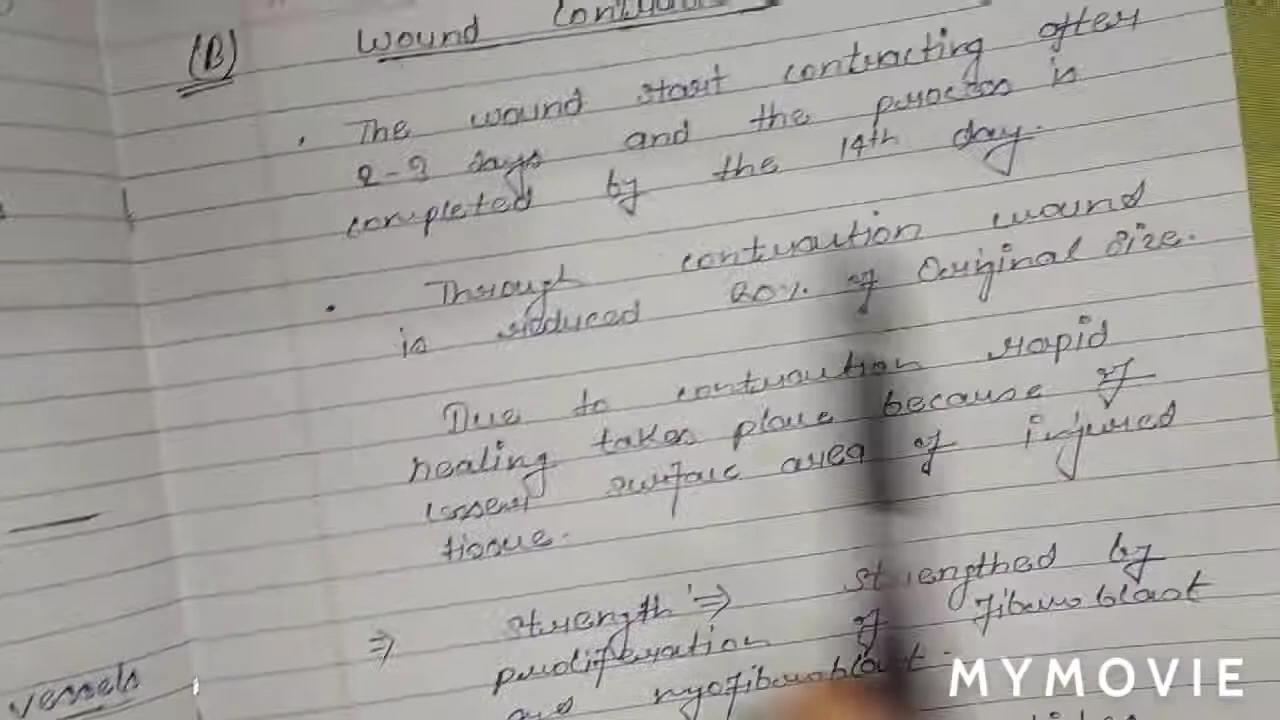 (B) Wound
. The wound start contracting after
2-3 days and the process is
completed by the 14th day.
. Through contraction wound
is reduced 80% of Original Size.
Due to contraction rapid
healing takes place because of
lesser surface area of injured
tissue.
⇒ Strength ⇒ Strengthed by
proliferation of fibroblast
and myofibroblast.
vessels
MYMOVIE